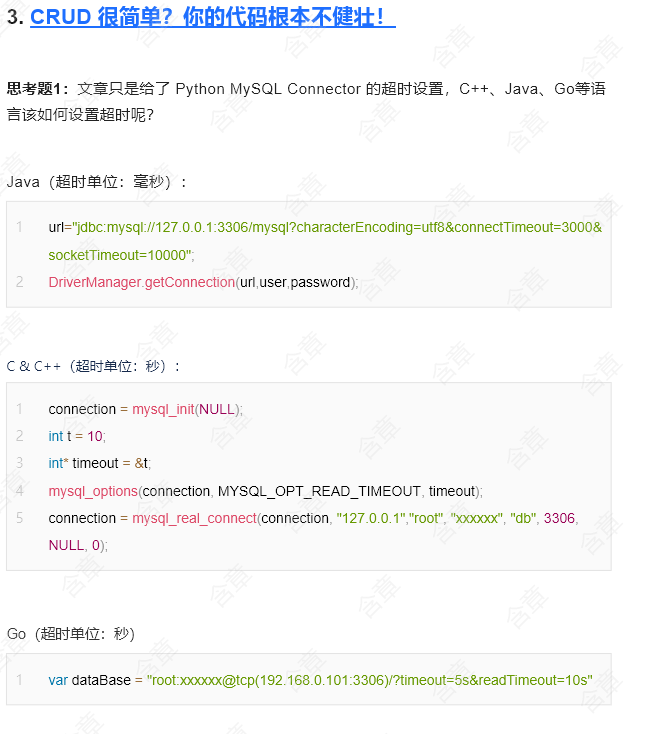 3. CRUD 很简单？你的代码根本不健壮！
思考题1：文章只是给了 Python MySQL Connector 的超时设置，C++、Java、Go等语
言该如何设置超时呢？
Java（超时单位：毫秒）：
1 url="jdbc:mysql://127.0.0.1:3306/mysql?characterEncoding=utf8&connectTimeout=3000&
socketTimeout=10000";
2 DriverManager.getConnection(url,user,password);
C & C++（超时单位：秒）：
1 connection = mysql_init(NULL);
2 int t = 10;
3 int* timeout = &t;
4 mysql_options(connection, MYSQL_OPT_READ_TIMEOUT, timeout);
5 connection = mysql_real_connect(connection, "127.0.0.1","root", "xxxxxx", "db", 3306,
NULL, 0);
Go（超时单位：秒）
1 var dataBase = "root:xxxxxx@tcp(192.168.0.101:3306)/?timeout=5s&readTimeout=10s"
含章